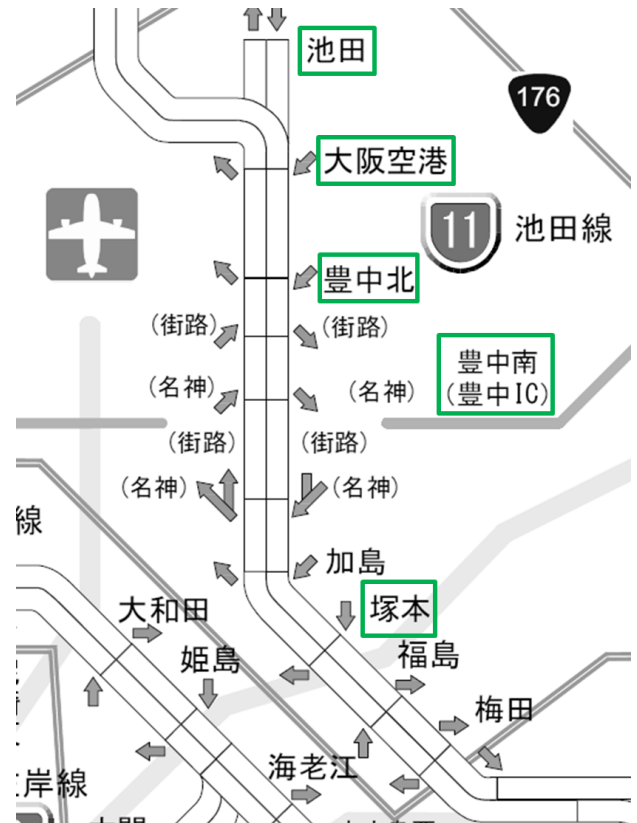 池田
176
大阪空港
11 池田線
豊中北
(街路) (街路)
豊中南
(豊中IC)
(名神) (名神)
(街路) (街路)
(名神) (名神)
線
加島
塚本
大和田
福島
姫島
梅田
海老江
岸線